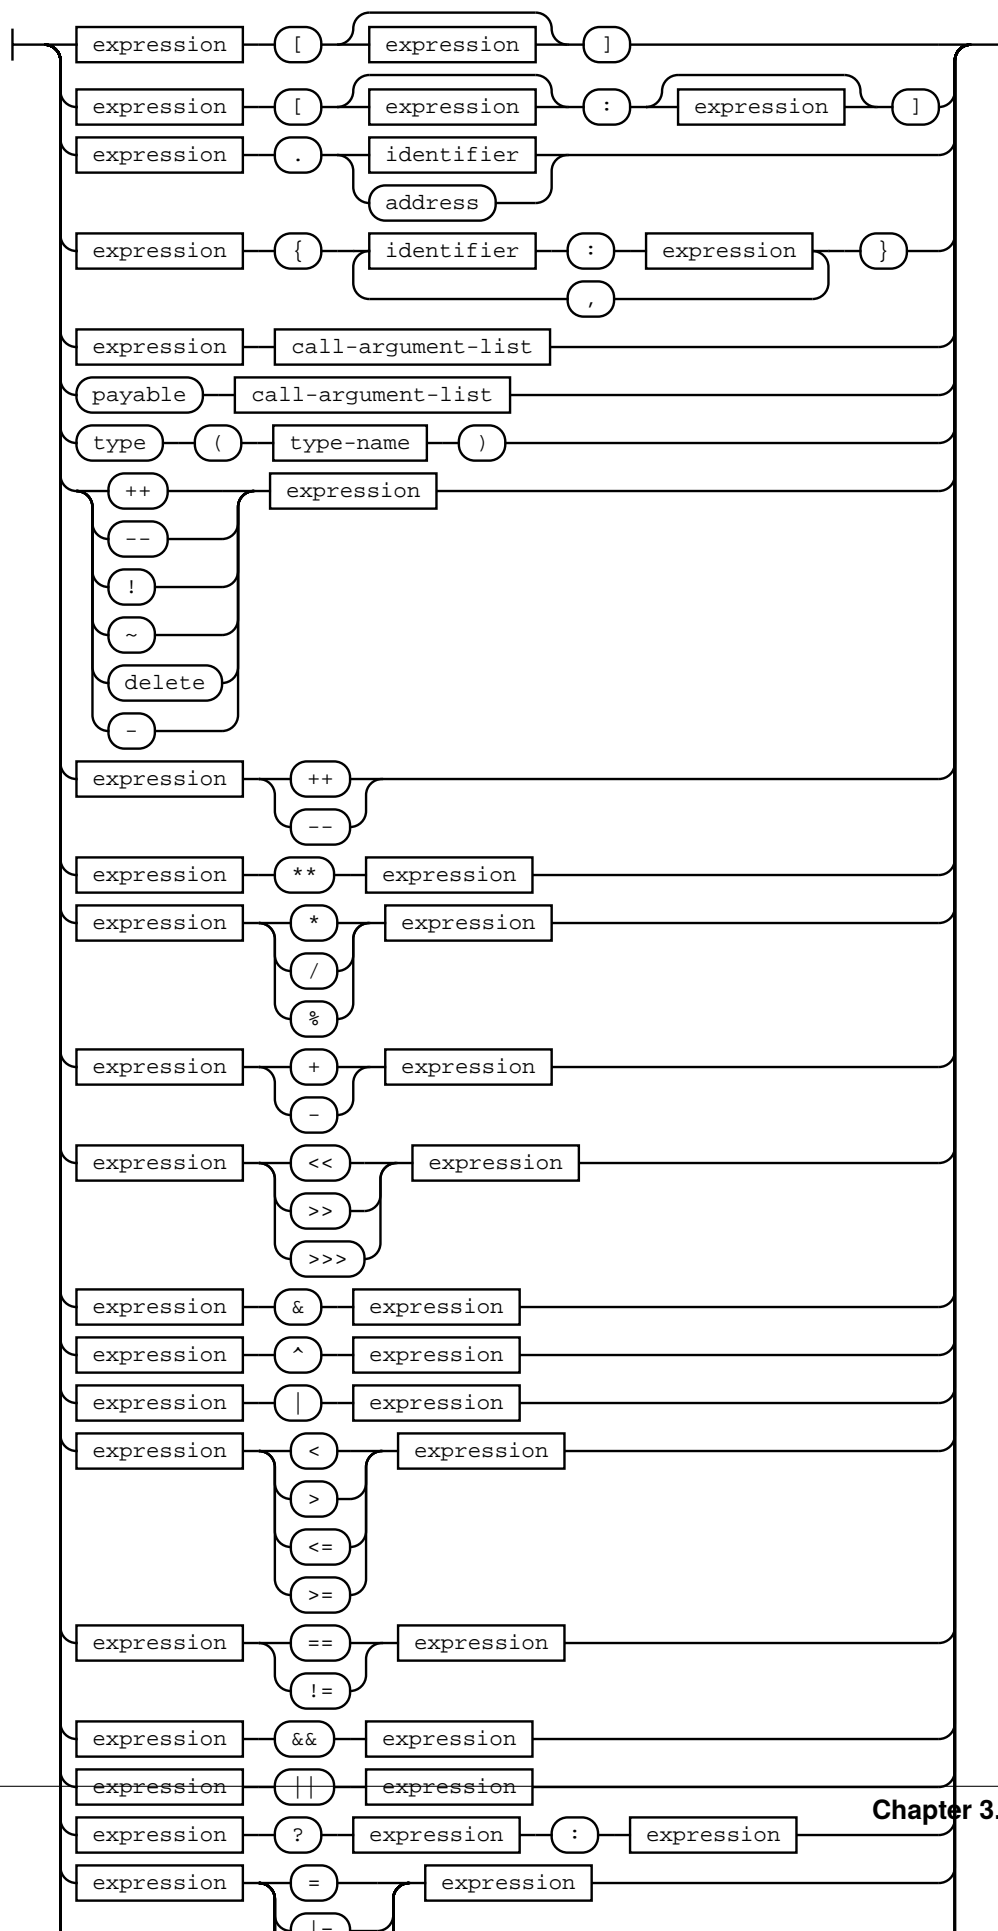 expression [ expression ]
expression [ expression : expression ]
expression . identifier
address
expression { identifier : expression }
,
expression call-argument-list
payable call-argument-list
type ( type-name )
++ expression
--
!
~
delete
-
expression ++
--
expression ** expression
expression * expression
/
%
expression + expression
-
expression << expression
>>
>>>
expression & expression
expression ^ expression
expression | expression
expression < expression
>
<=
>=
expression == expression
!=
expression && expression
expression || expression
Chapter 3.
expression ? expression : expression
expression = expression
|=